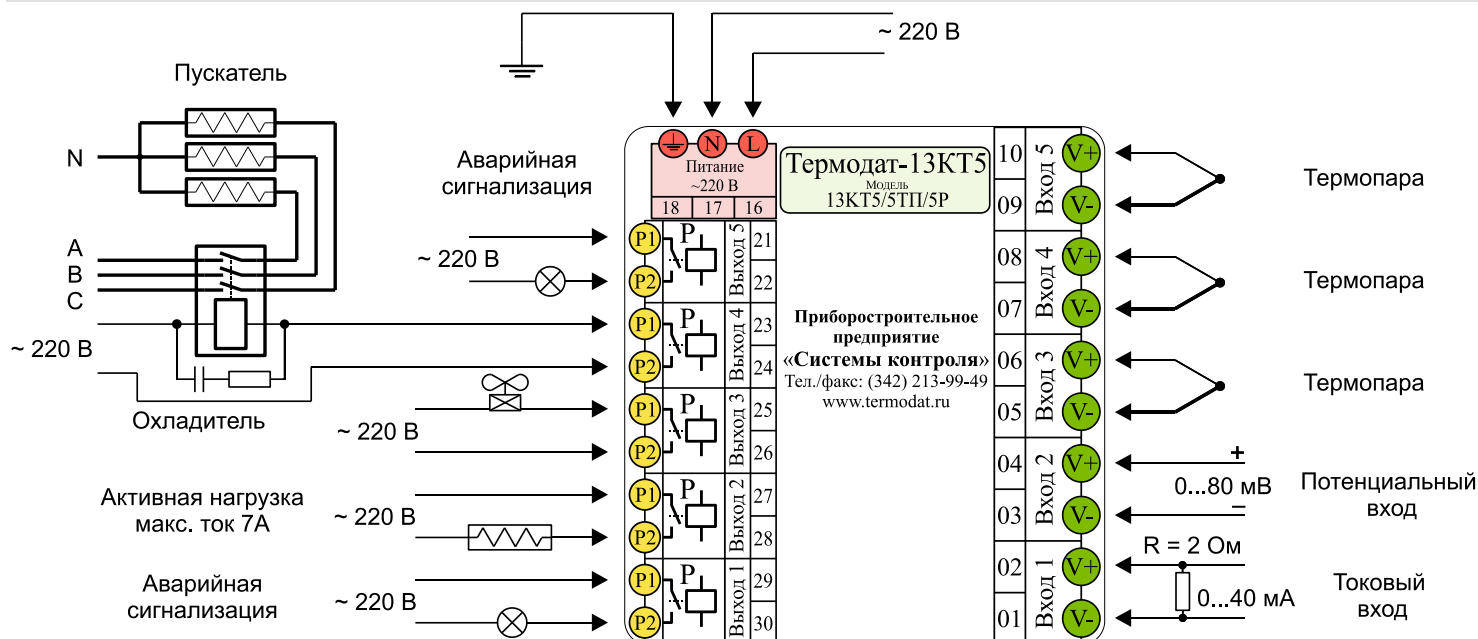 ~ 220 В
Пускатель
N
A
B
C
~ 220 В
Охладитель
Аварийная
сигнализация
~ 220 В
~ 220 В
Активная нагрузка
макс. ток 7А
~ 220 В
Аварийная
сигнализация
~ 220 В
N
L
Питание
~220 В
18
17
16
Термодат-13КТ5
Модель
13КТ5/5ТП/5Р
P1
P
Выход 5
21
P2
22
P1
P
Выход 4
23
P2
24
P1
P
Выход 3
25
P2
26
P1
P
Выход 2
27
P2
28
P1
P
Выход 1
29
P2
30
Приборостроительное
предприятие
«Системы контроля»
Тел./факс: (342) 213-99-49
www.termodat.ru
10
Вход 5
V+
09
V-
Термопара
08
Вход 4
V+
07
V-
Термопара
06
Вход 3
V+
05
V-
Термопара
04
Вход 2
V+
03
V-
+
0...80 мВ
–
Потенциальный
вход
02
Вход 1
V+
01
V-
R = 2 Ом
0...40 мА
Токовый
вход